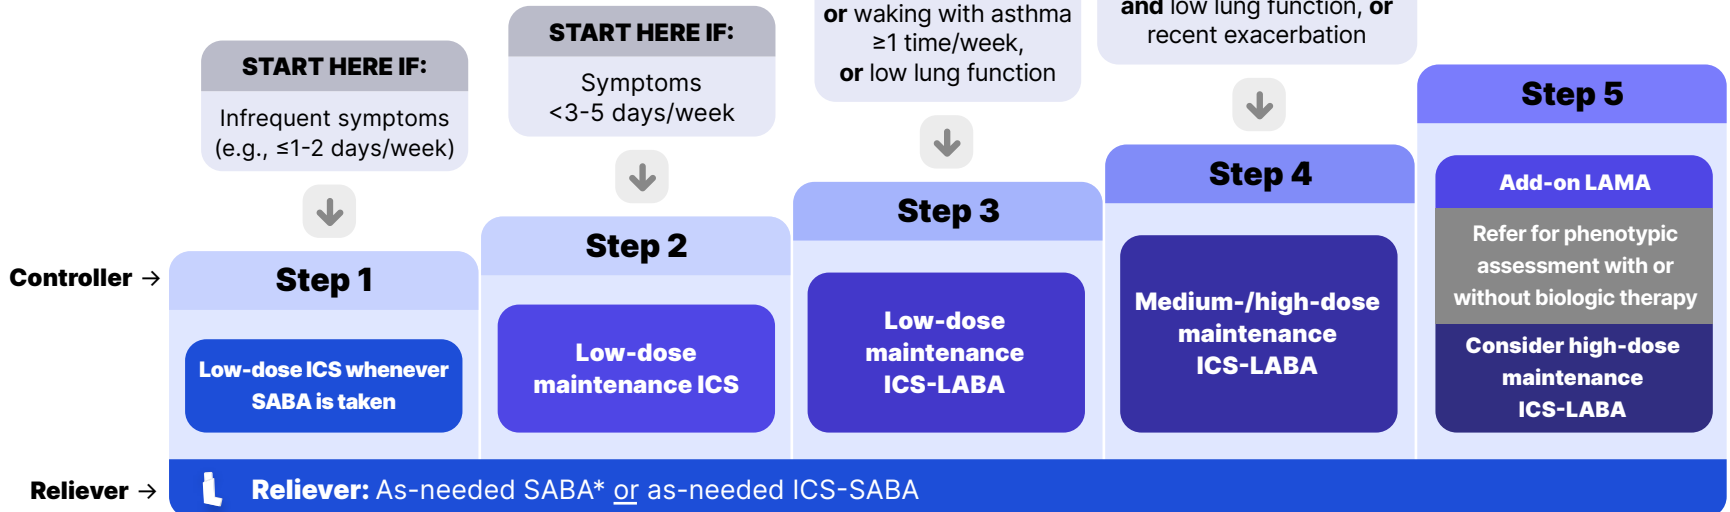 START HERE IF:
Infrequent symptoms
(e.g., ≤1-2 days/week)
START HERE IF:
Symptoms
<3-5 days/week
or waking with asthma
≥1 time/week,
or low lung function
and low lung function, or
recent exacerbation
Controller →
Step 1
Low-dose ICS whenever
SABA is taken
Step 2
Low-dose
maintenance ICS
Step 3
Low-dose
maintenance
ICS-LABA
Step 4
Medium-/high-dose
maintenance
ICS-LABA
Step 5
Add-on LAMA
Refer for phenotypic
assessment with or
without biologic therapy
Consider high-dose
maintenance
ICS-LABA
Reliever →
Reliever: As-needed SABA* or as-needed ICS-SABA